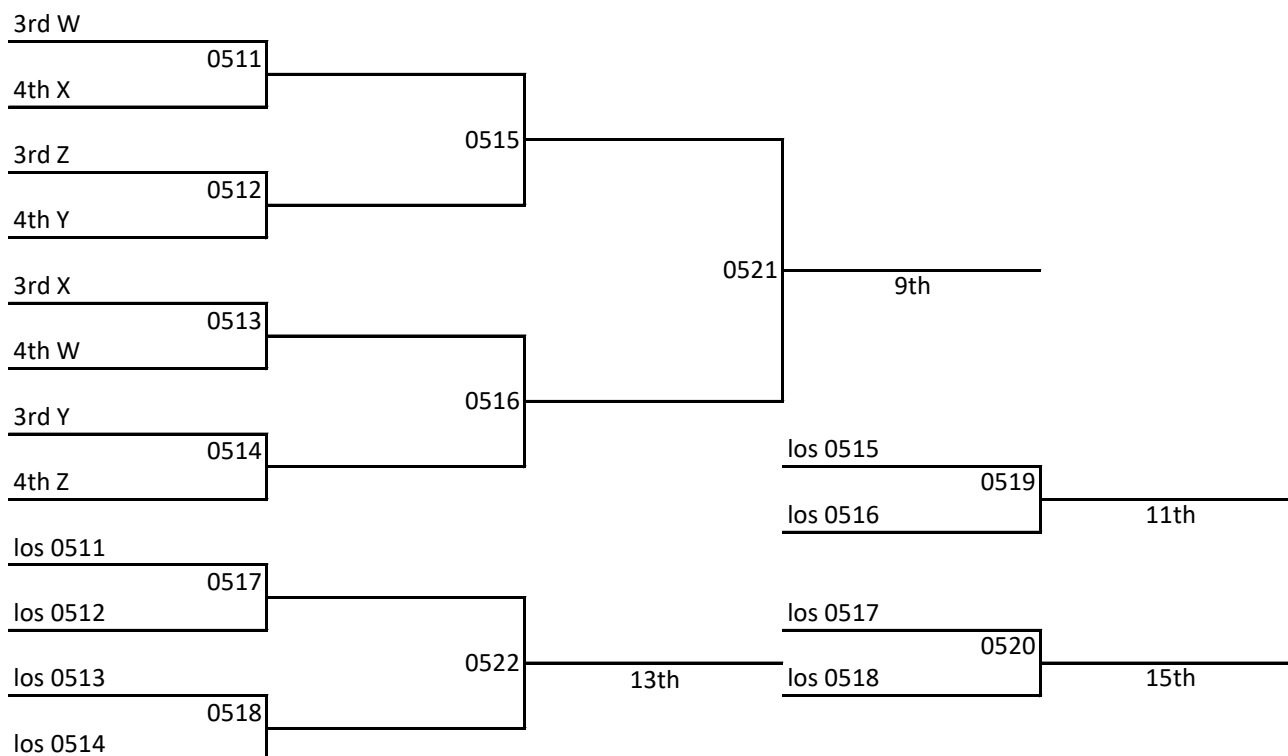 3rd W
0511
4th X
0515
3rd Z
0512
4th Y
0521
9th
3rd X
0513
4th W
0516
3rd Y
0514
4th Z
los 0515
0519
los 0516
11th
los 0511
0517
los 0512
0522
13th
los 0513
0518
los 0514
los 0517
0520
los 0518
15th